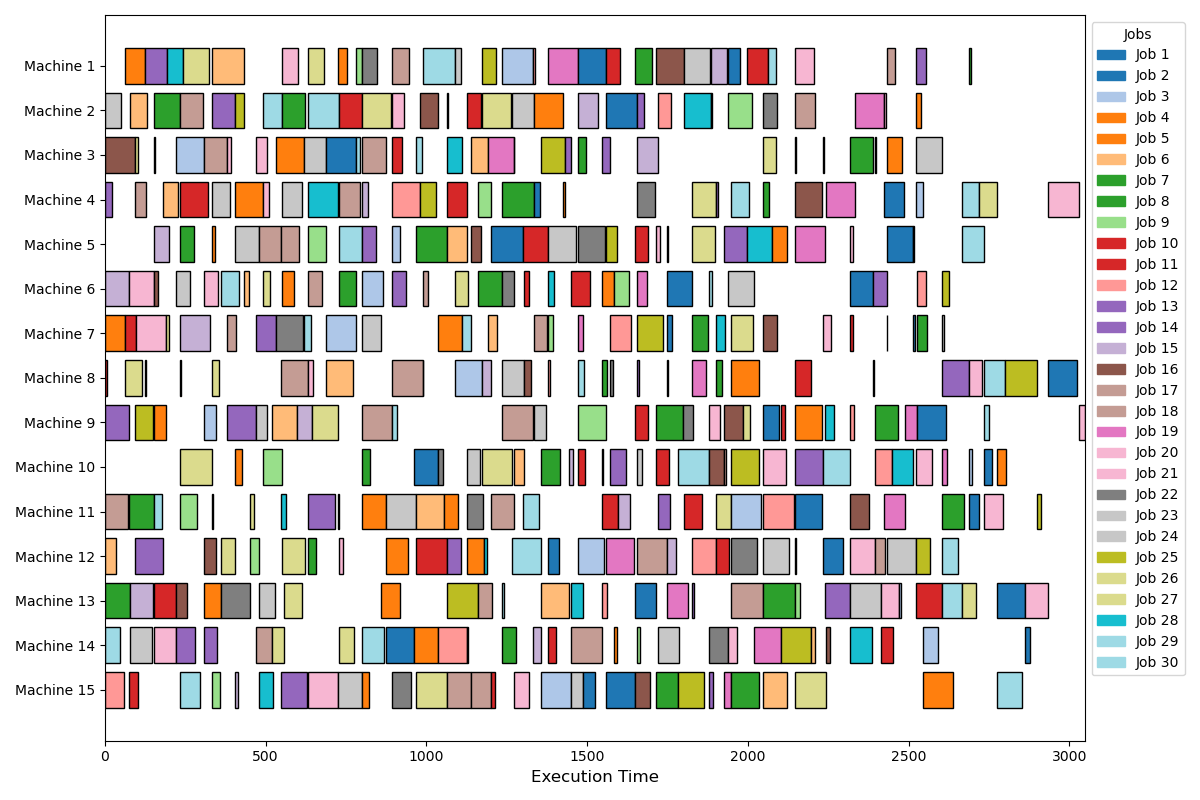 Machine 1
Machine 2
Machine 3
Machine 4
Machine 5
Machine 6
Machine 7
Machine 8
Machine 9
Machine 10
Machine 11
Machine 12
Machine 13
Machine 14
Machine 15
0 500 1000 1500 2000 2500 3000
Execution Time
Jobs
Job 1
Job 2
Job 3
Job 4
Job 5
Job 6
Job 7
Job 8
Job 9
Job 10
Job 11
Job 12
Job 13
Job 14
Job 15
Job 16
Job 17
Job 18
Job 19
Job 20
Job 21
Job 22
Job 23
Job 24
Job 25
Job 26
Job 27
Job 28
Job 29
Job 30